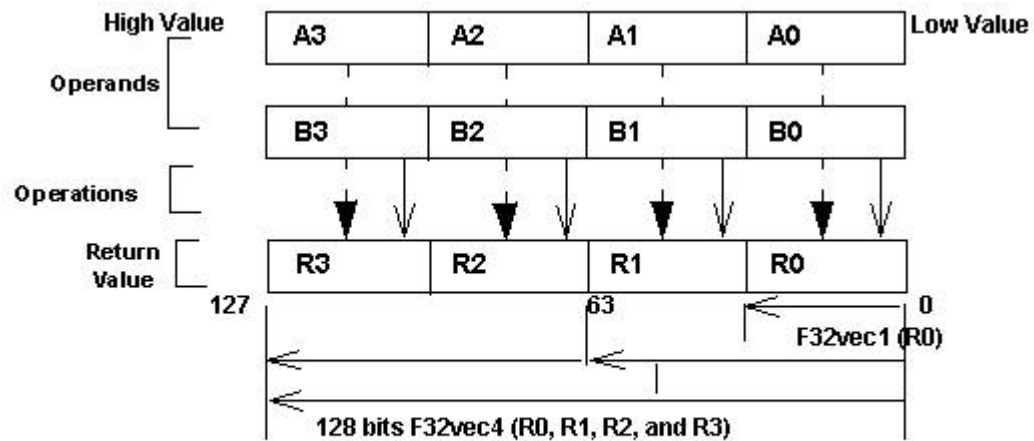 High Value
A3 A2 A1 A0
Low Value
Operands
B3 B2 B1 B0
Operations
Return
Value
R3 R2 R1 R0
127 63 0
F32vec1 (R0)
128 bits F32vec4 (R0, R1, R2, and R3)